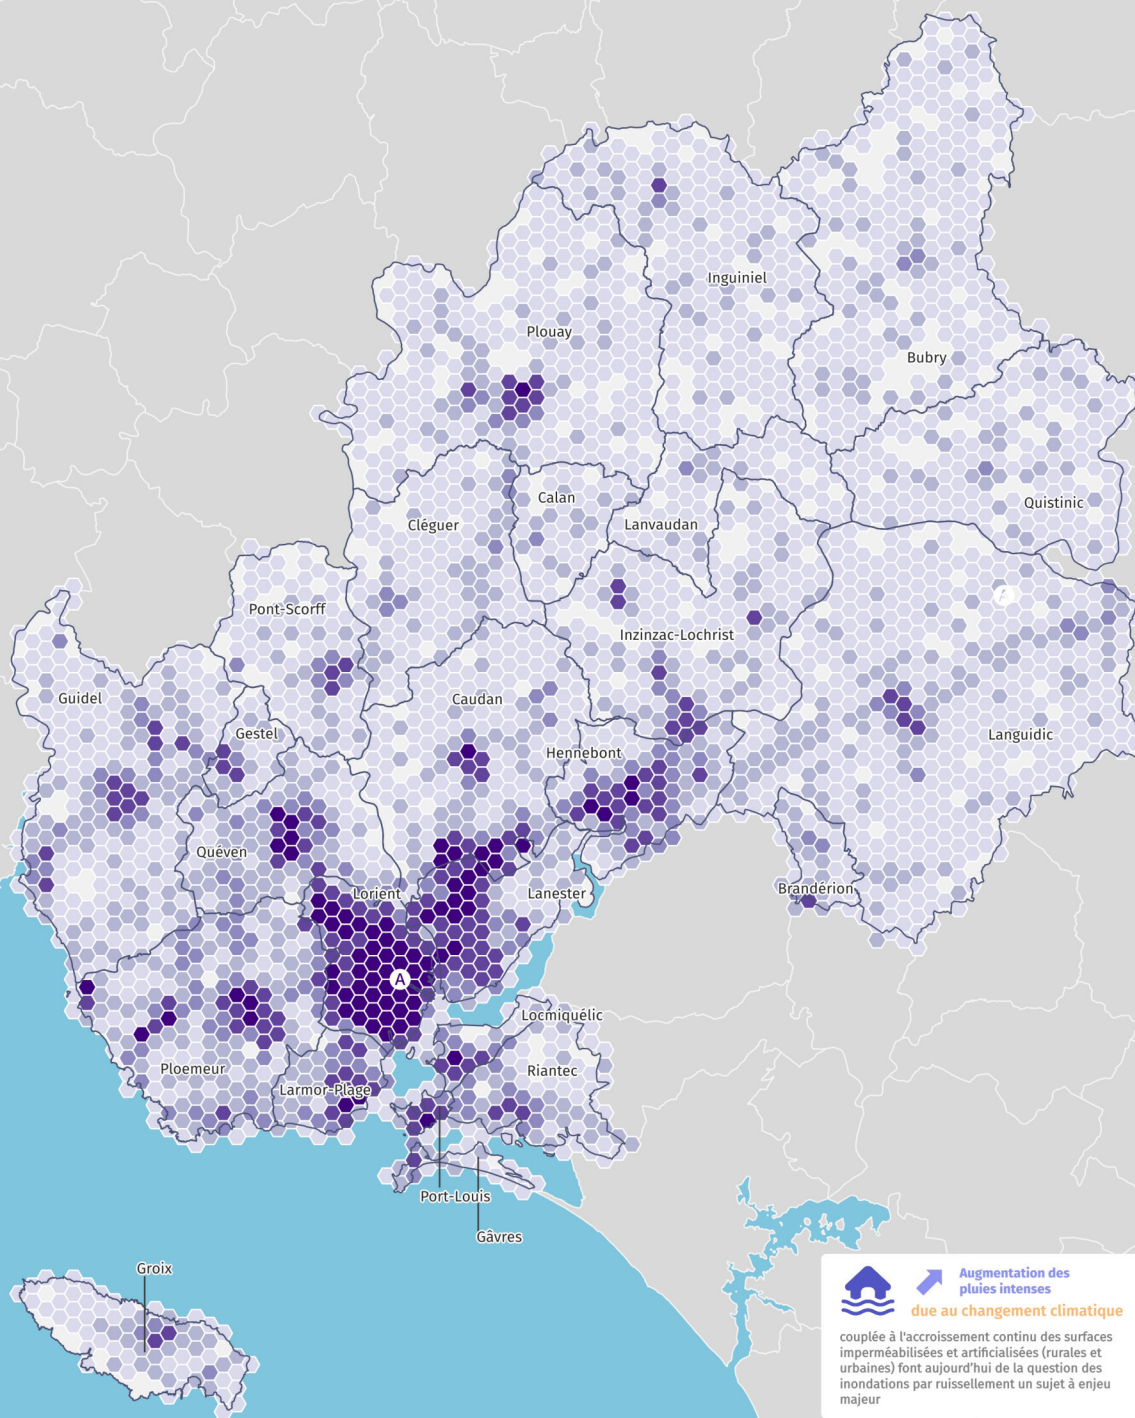 Inguiniel
Plouay
Bubry
Calan
Quistinic
Cléguer
Lanvaudan
A
Pont-Scorff
Inzinzac-Lochrist
Guidel
Caudan
Gestel
Languidic
Hennebont
Quéven
Brandérion
Lorient
Lanester
A
Locmiquélic
Ploemeur
Riantec
Larmor-Plage
Port-Louis
Gâvres
Groix
Augmentation des
pluies intenses
due au changement climatique
couplée à l'accroissement continu des surfaces
imperméabilisées et artificialisées (rurales et
urbaines) font aujourd'hui de la question des
inondations par ruissellement un sujet à enjeu
majeur